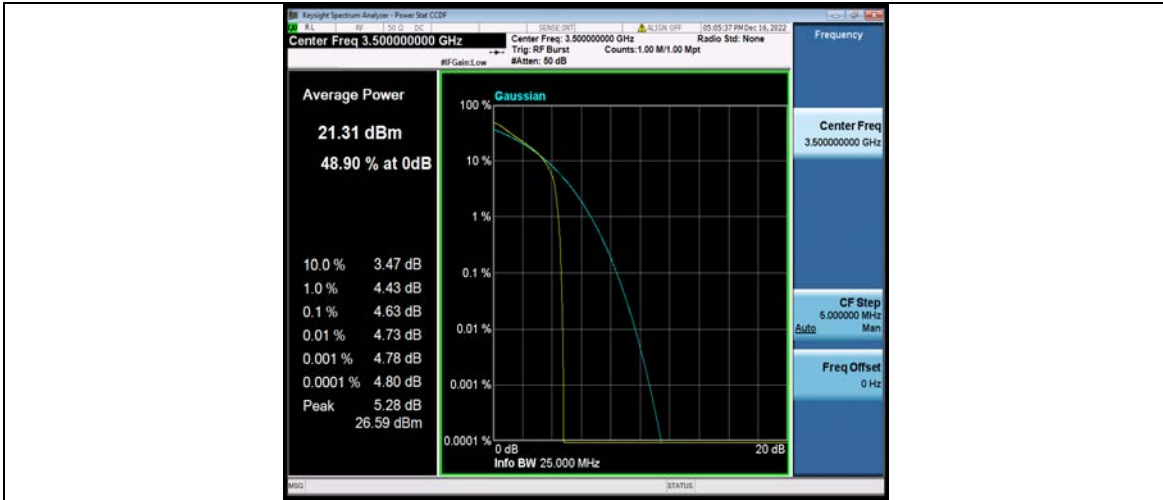 Keysight Spectrum Analyzer - Power Stat CCDF
RL RF 50 Ω DC SENSE:INT ALIGN OFF 05:05:37 PM Dec 16, 2022
Center Freq 3.500000000 GHz
Center Freq: 3.500000000 GHz Radio Std: None
Trig: RF Burst Counts:1.00 M/1.00 Mpt
#IFGain:Low #Atten: 50 dB
Frequency
Average Power
21.31 dBm
48.90 % at 0dB
10.0 % 3.47 dB
1.0 % 4.43 dB
0.1 % 4.63 dB
0.01 % 4.73 dB
0.001 % 4.78 dB
0.0001 % 4.80 dB
Peak 5.28 dB
26.59 dBm
Gaussian
100 %
10 %
1 %
0.1 %
0.01 %
0.001 %
0.0001 %
0 dB 20 dB
Info BW 25.000 MHz
Center Freq
3.500000000 GHz
CF Step
5.000000 MHz
Auto Man
Freq Offset
0 Hz
MSG STATUS